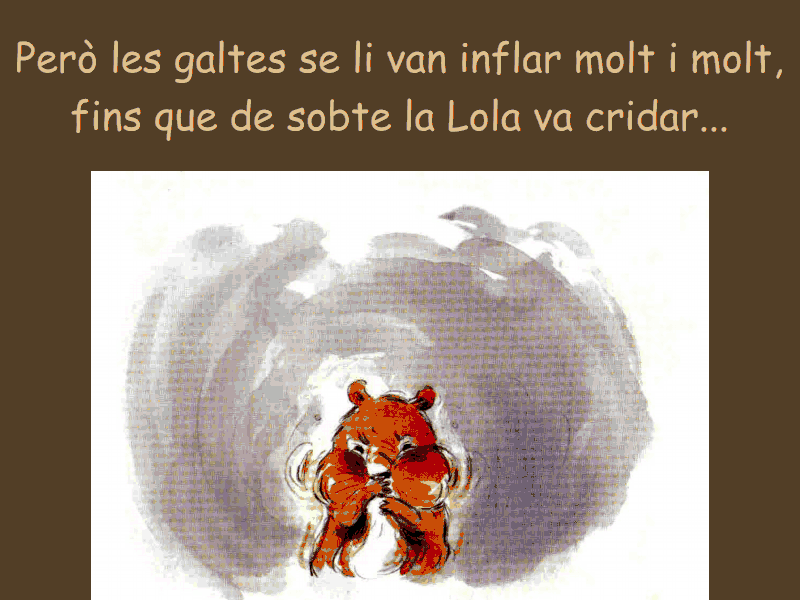 Però les galtes se li van inflar molt i molt,
fins que de sobte la Lola va cridar...